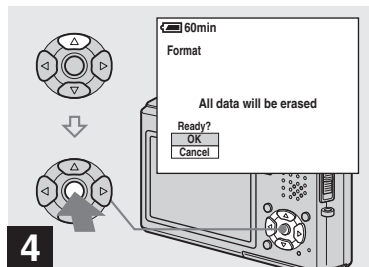 60min
Format
All data will be erased
Ready?
OK
Cancel
4